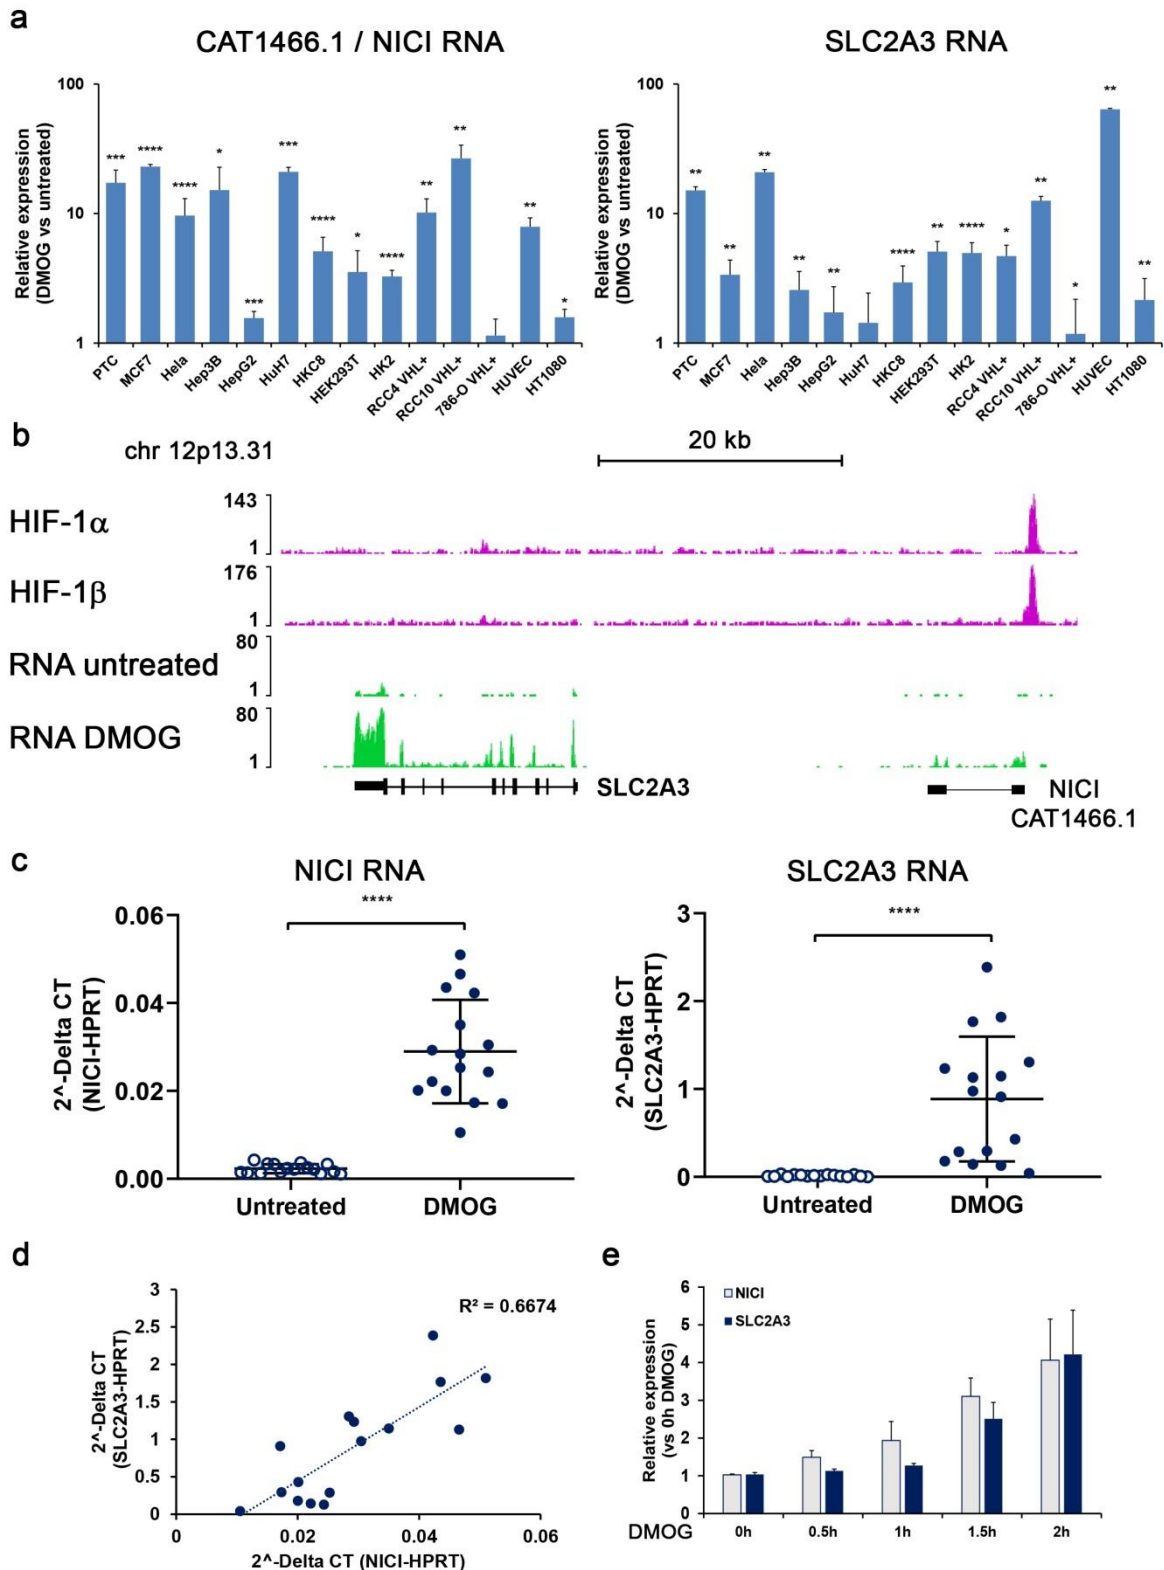 a
CAT1466.1 / NICI RNA
SLC2A3 RNA
Relative expression
(DMOG vs untreated)
100
10
1
*** **** **** * *** *** **** * **** ** ** ** *
PTC
MCF7
Hela
Hep3B
HepG2
HuH7
HKC8
HEK293T
HK2
RCC4 VHL+
RCC10 VHL+
786-O VHL+
HUVEC
HT1080
Relative expression
(DMOG vs untreated)
100
10
1
** ** ** ** ** **** ** **** * ** * ** **
PTC
MCF7
Hela
Hep3B
HepG2
HuH7
HKC8
HEK293T
HK2
RCC4 VHL+
RCC10 VHL+
786-O VHL+
HUVEC
HT1080
b
chr 12p13.31
20 kb
HIF-1α
143
1
HIF-1β
176
1
RNA untreated
80
1
RNA DMOG
80
1
SLC2A3
NICI
CAT1466.1
c
NICI RNA
****
2^-Delta CT
(NICI-HPRT)
0.06
0.04
0.02
0.00
Untreated
DMOG
SLC2A3 RNA
****
2^-Delta CT
(SLC2A3-HPRT)
3
2
1
0
Untreated
DMOG
d
2^-Delta CT
(SLC2A3-HPRT)
3
2.5
2
1.5
1
0.5
0
R² = 0.6674
0
0.02
0.04
0.06
2^-Delta CT (NICI-HPRT)
e
Relative expression
(vs 0h DMOG)
6
5
4
3
2
1
0
NICI
SLC2A3
DMOG
0h
0.5h
1h
1.5h
2h